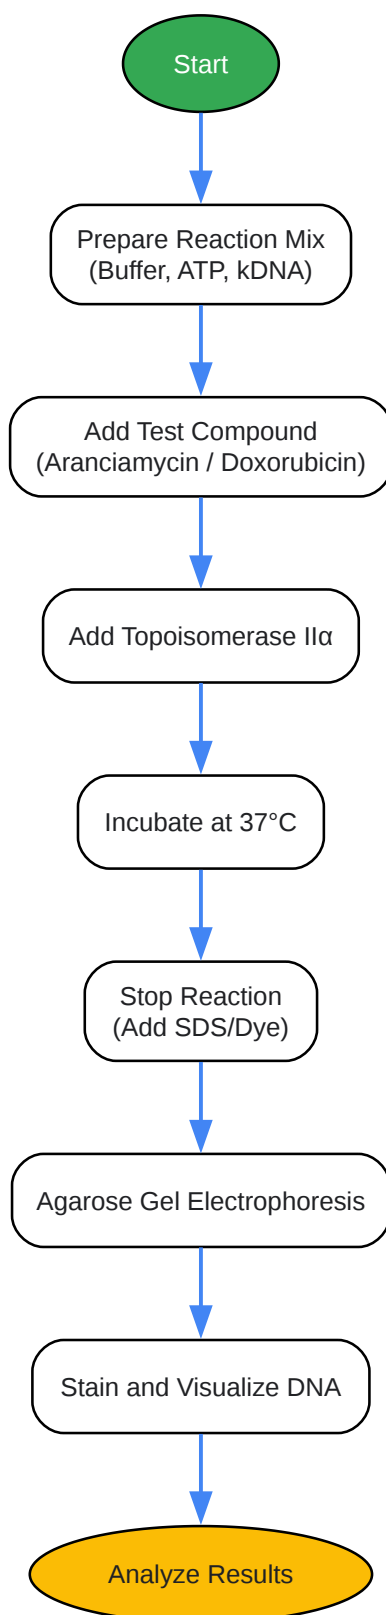 Start
Prepare Reaction Mix
(Buffer, ATP, kDNA)
Add Test Compound
(Aranciamycin / Doxorubicin)
Add Topoisomerase IIα
Incubate at 37°C
Stop Reaction
(Add SDS/Dye)
Agarose Gel Electrophoresis
Stain and Visualize DNA
Analyze Results